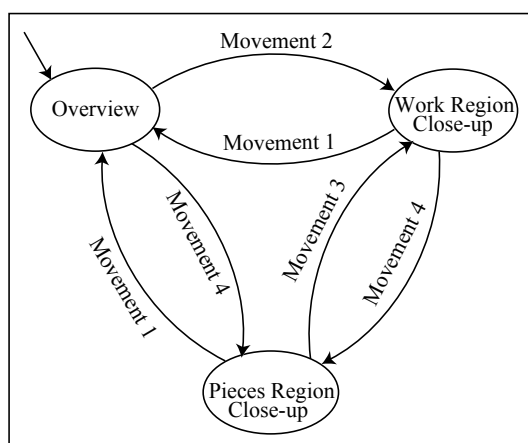 Movement 2
Overview
Work Region
Close-up
Movement 1
Movement 3
Movement 4
Movement 4
Movement 1
Pieces Region
Close-up